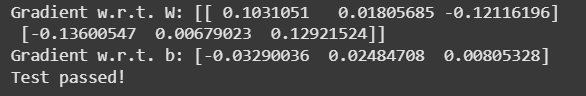 Gradient w.r.t. W: [[ 0.1031051   0.01805685 -0.12116196]
 [-0.13600547  0.00679023  0.12921524]]
Gradient w.r.t. b: [-0.03290036  0.02484708  0.00805328]
Test passed!